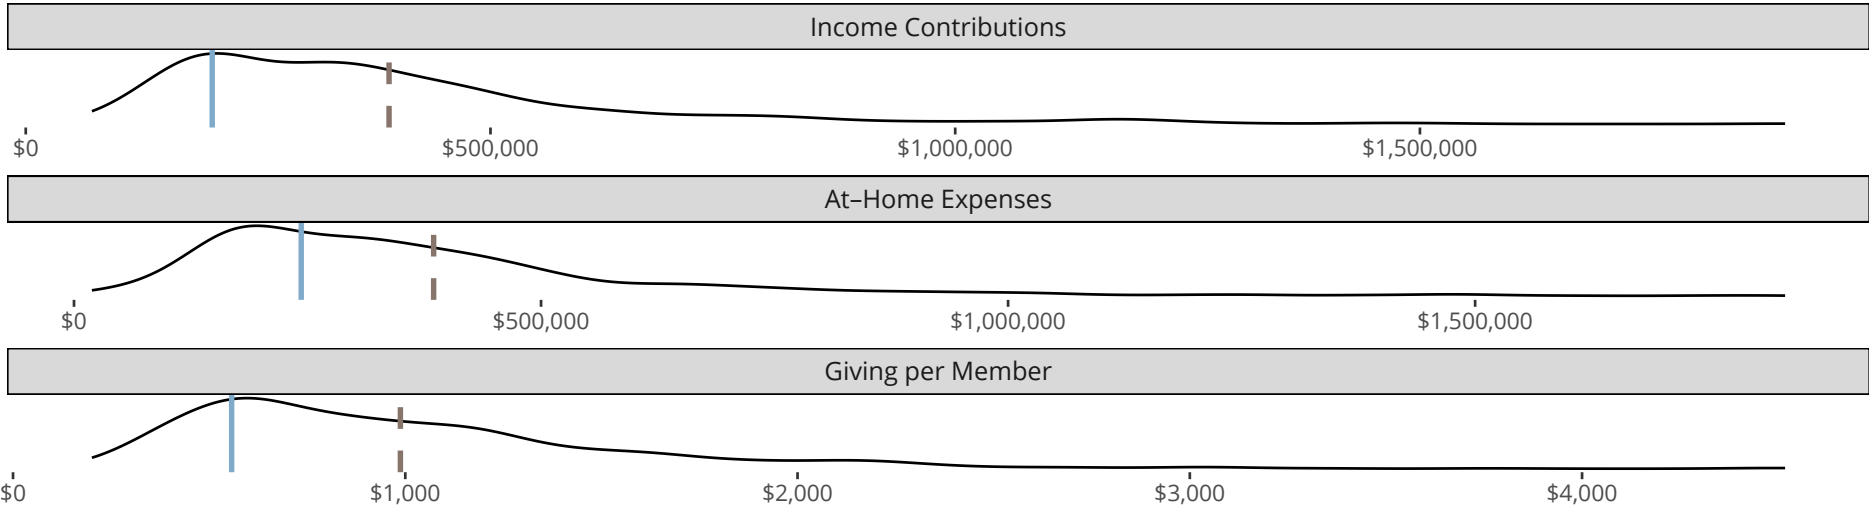 Income Contributions
$0 $500,000 $1,000,000 $1,500,000
At–Home Expenses
$0 $500,000 $1,000,000 $1,500,000
Giving per Member
$0 $1,000 $2,000 $3,000 $4,000